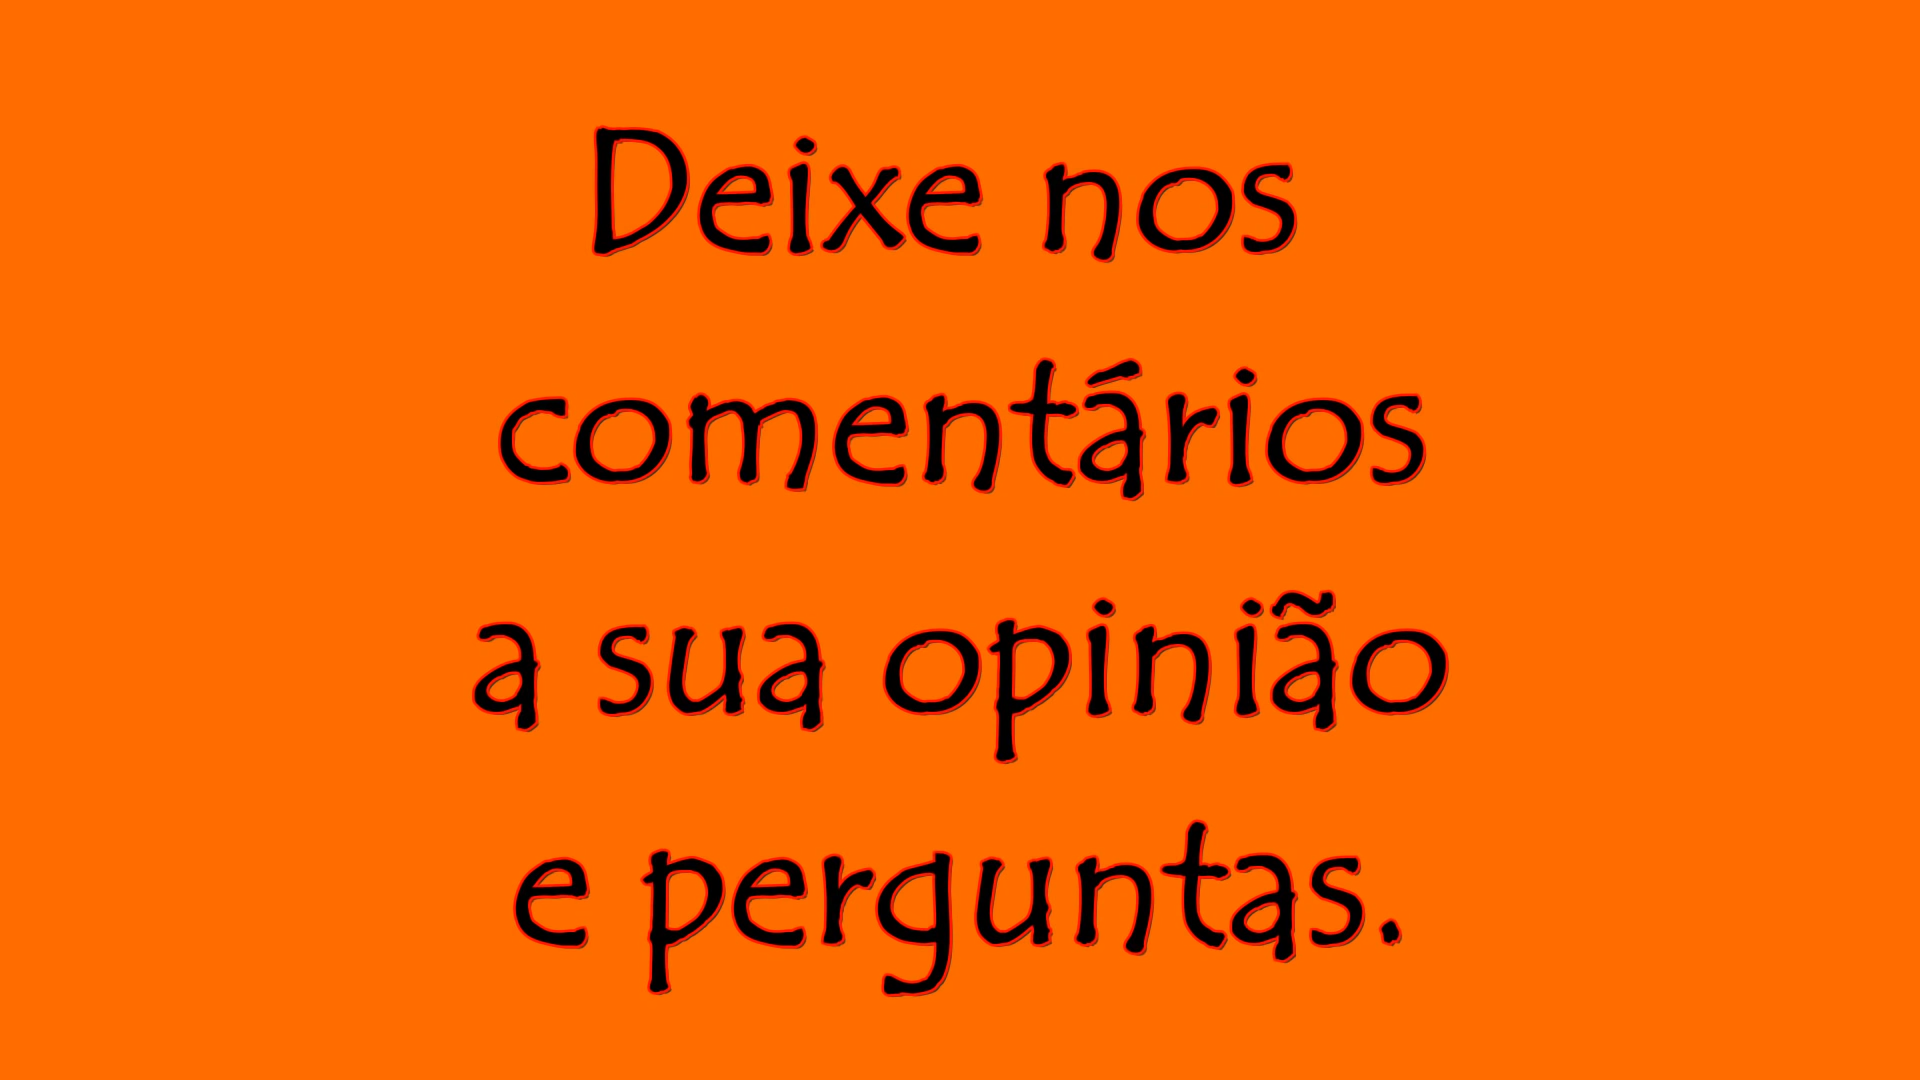 Deixe nos
comentários
a sua opinião
e perguntas.